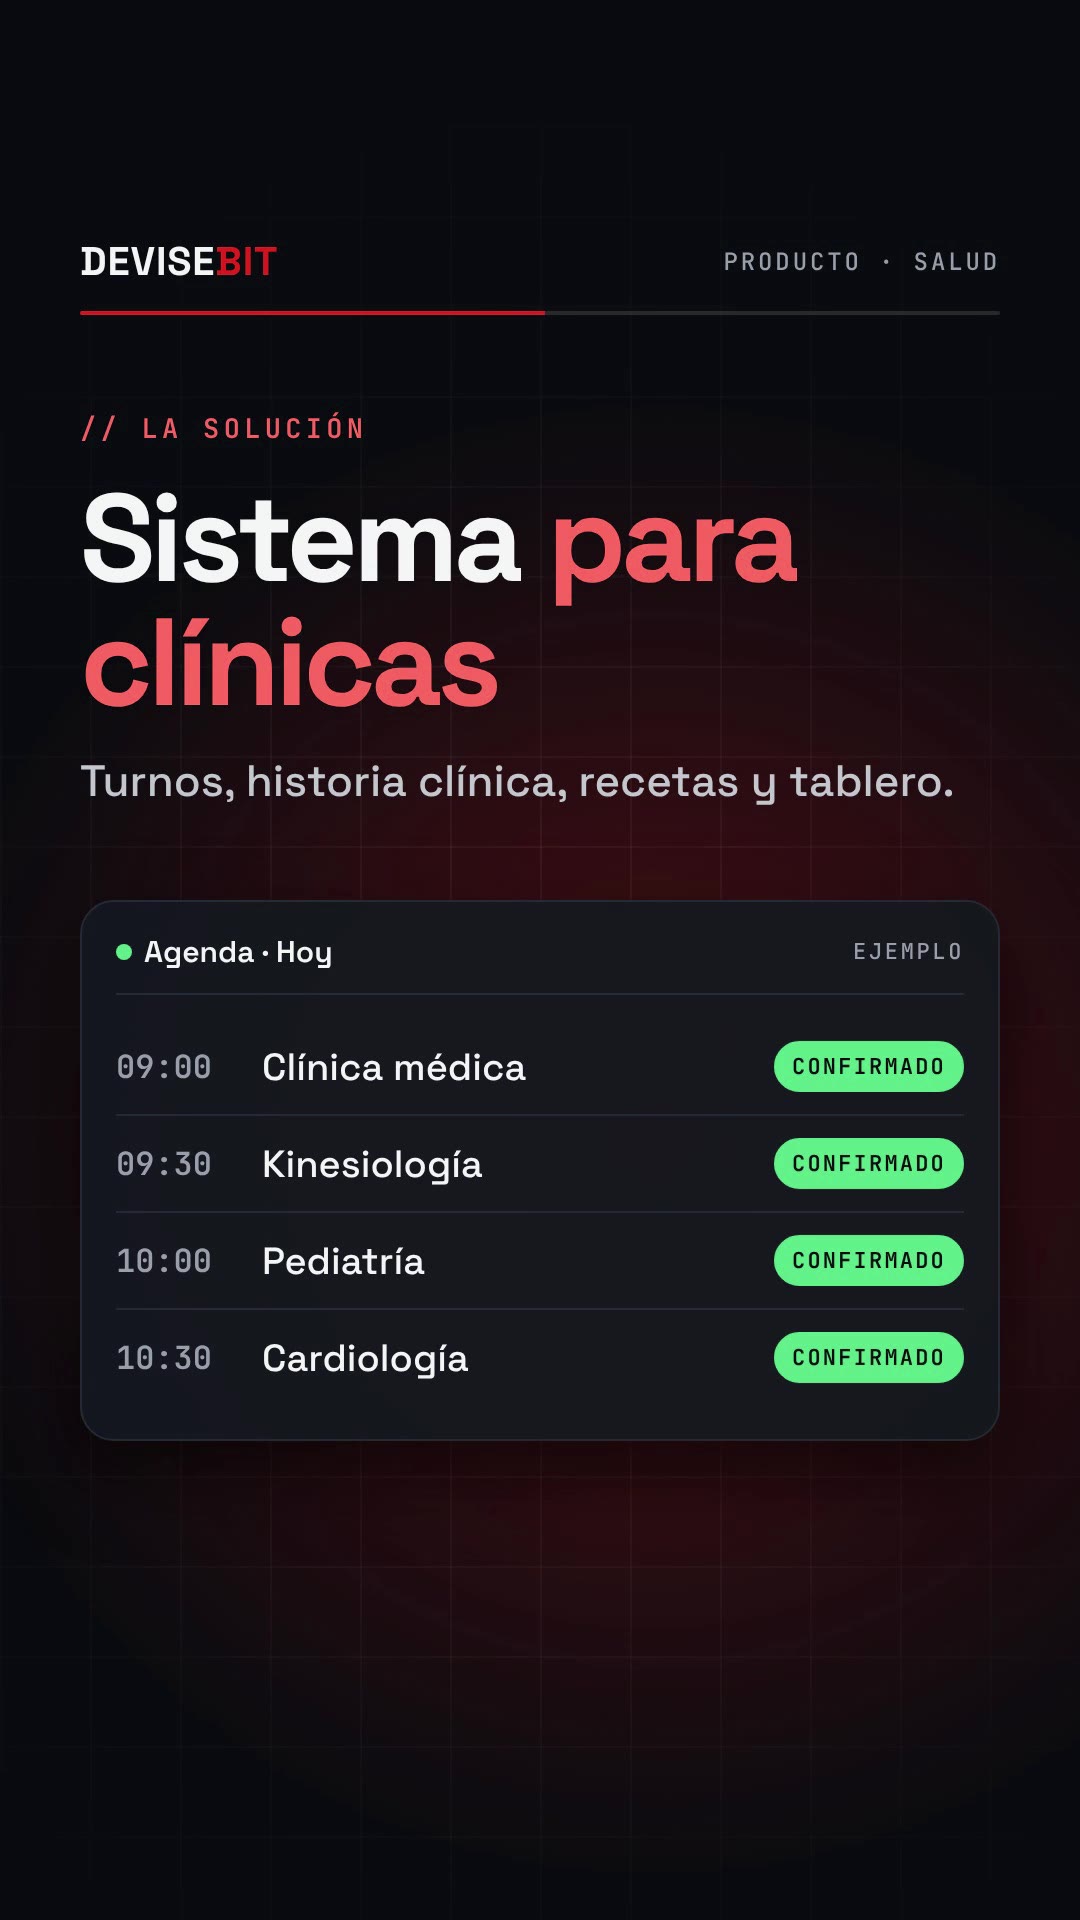 DEVISEBIT
PRODUCTO · SALUD
// LA SOLUCIÓN
Sistema para
clínicas
Turnos, historia clínica, recetas y tablero.
Agenda · Hoy
EJEMPLO
09:00 Clínica médica CONFIRMADO
09:30 Kinesiología CONFIRMADO
10:00 Pediatría CONFIRMADO
10:30 Cardiología CONFIRMADO